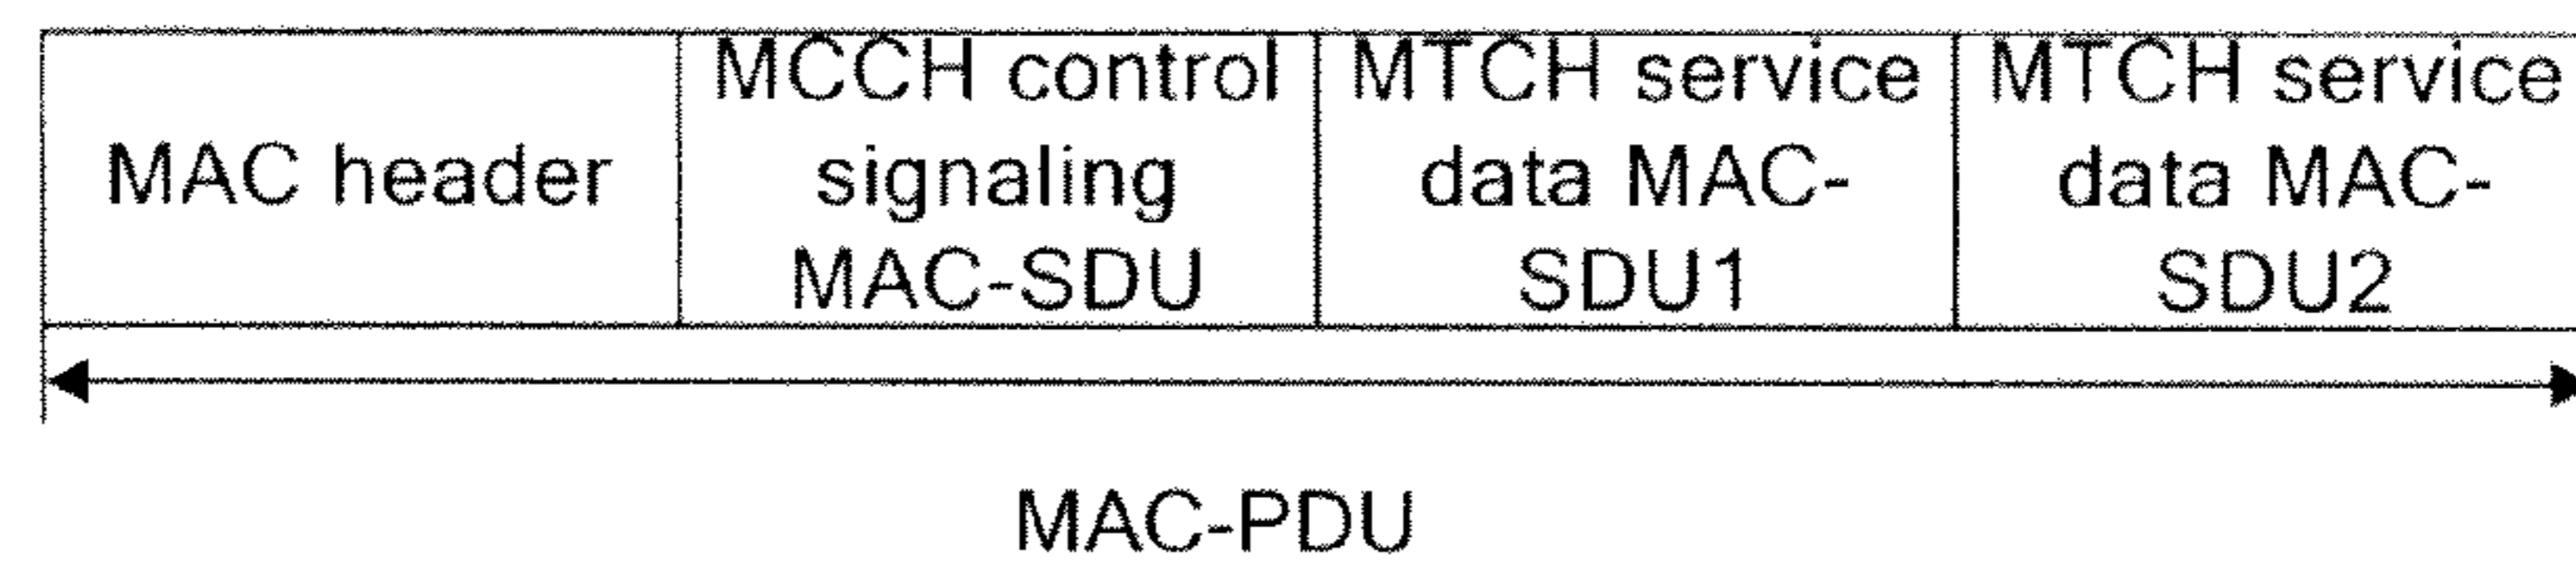 MAC header
MCCH control
signaling
MAC-SDU
MTCH service
data MAC-
SDU1
MTCH service
data MAC-
SDU2
MAC-PDU